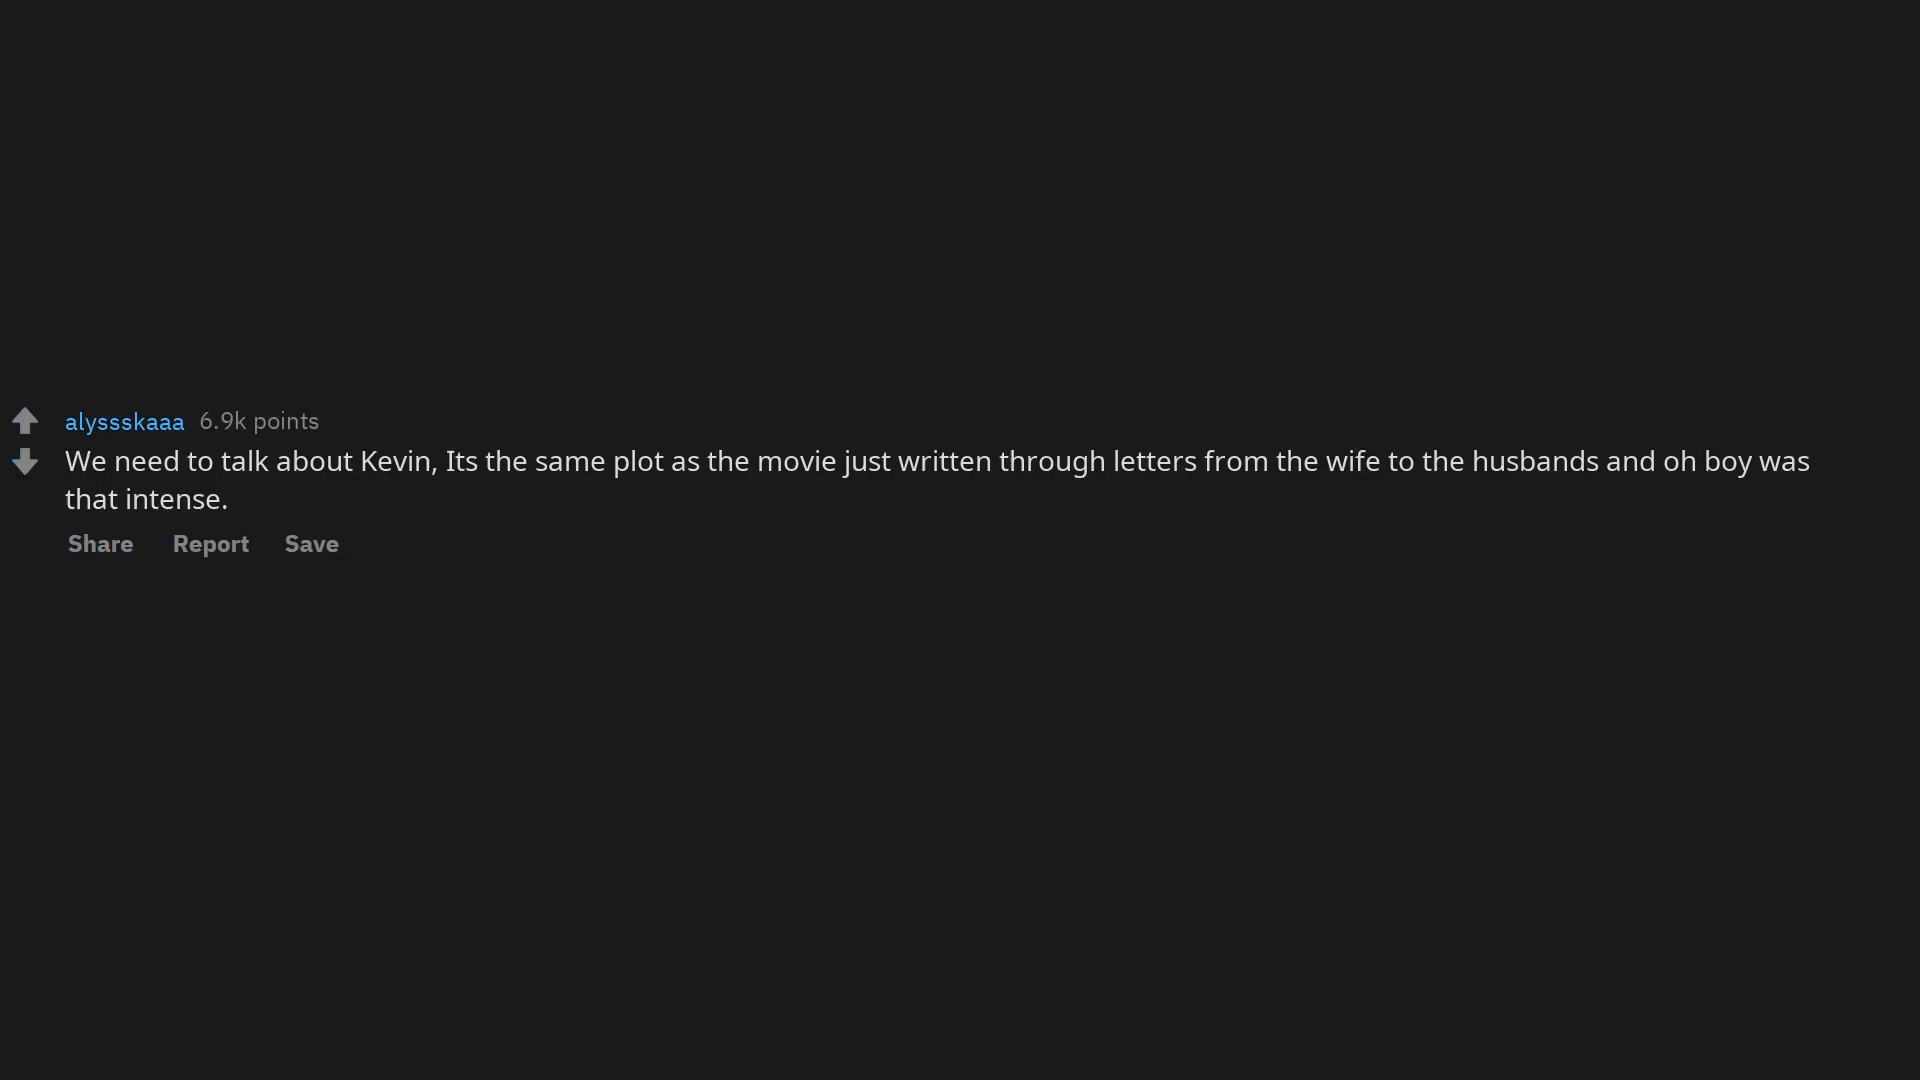 alyssskaaa 6.9k points
We need to talk about Kevin, Its the same plot as the movie just written through letters from the wife to the husbands and oh boy was
that intense.
Share Report Save